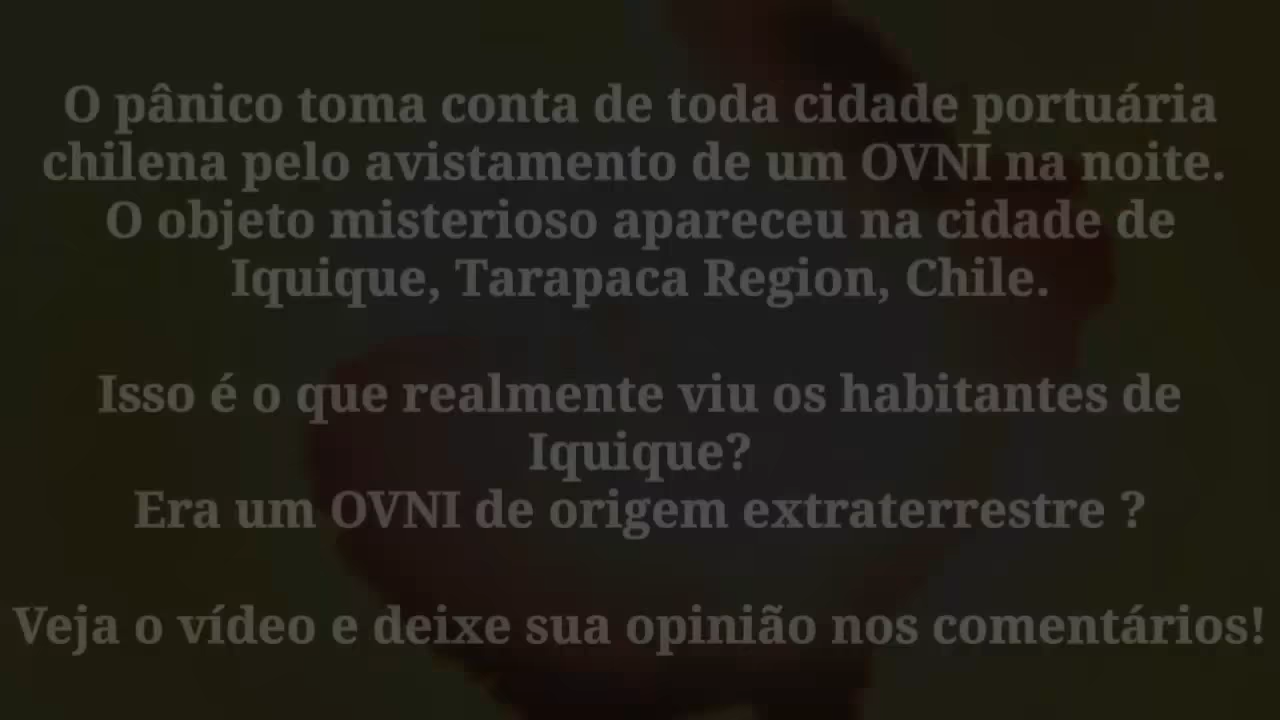 O pânico toma conta de toda cidade portuária
chilena pelo avistamento de um OVNI na noite.
O objeto misterioso apareceu na cidade de
Iquique, Tarapaca Region, Chile.
Isso é o que realmente viu os habitantes de
Iquique?
Era um OVNI de origem extraterrestre ?
Veja o vídeo e deixe sua opinião nos comentários!